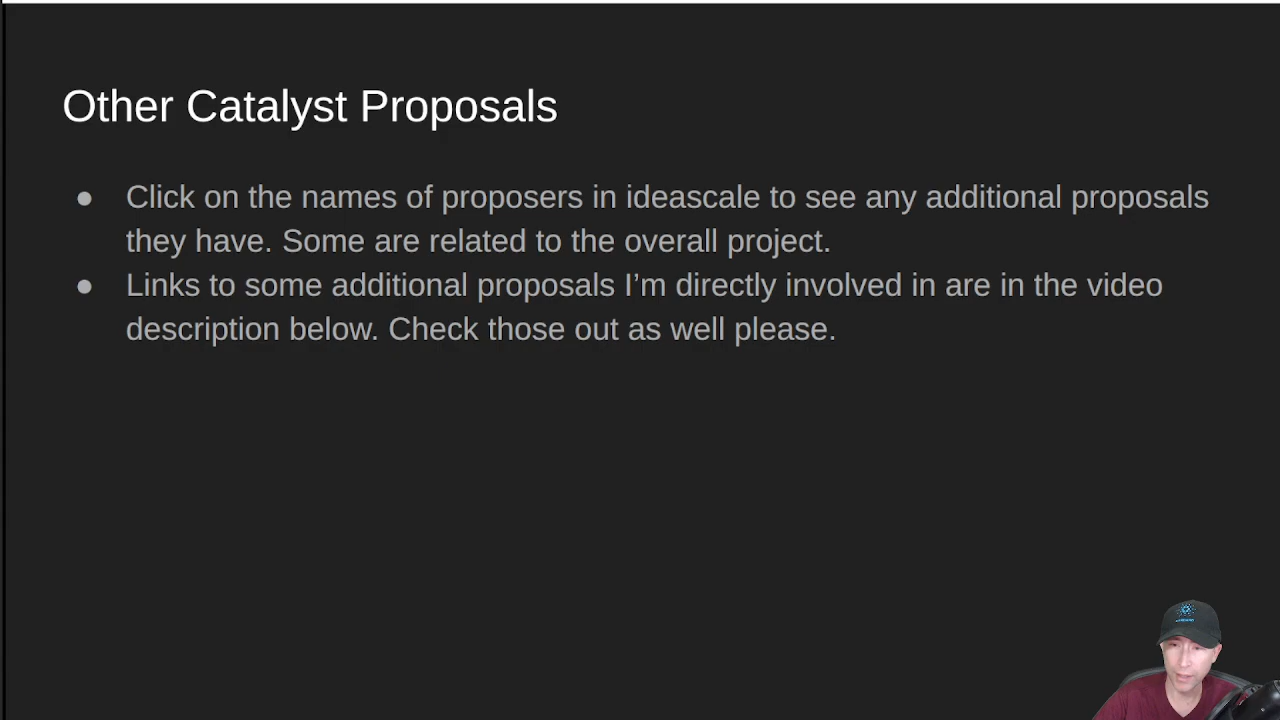 Other Catalyst Proposals
● Click on the names of proposers in ideascale to see any additional proposals
they have. Some are related to the overall project.
● Links to some additional proposals I’m directly involved in are in the video
description below. Check those out as well please.